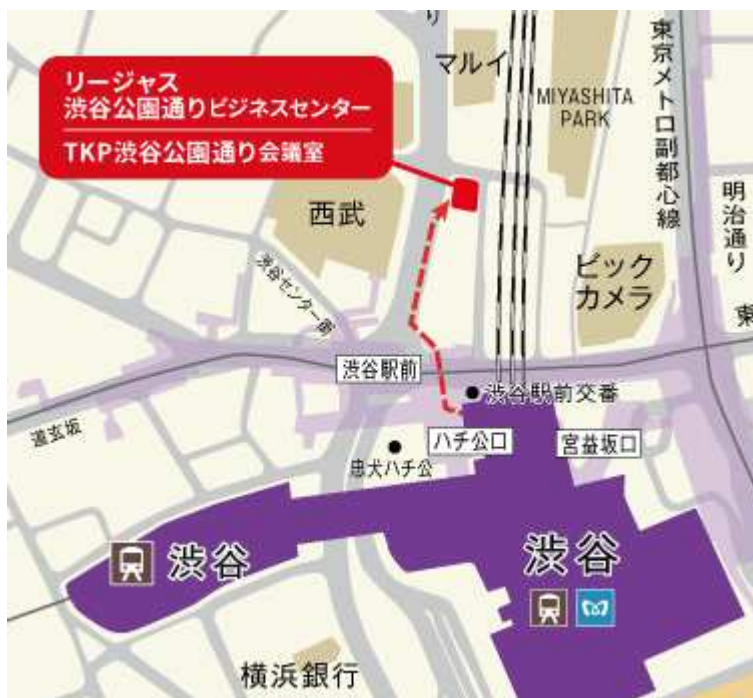 り
マルイ
リージャス
渋谷公園通りビジネスセンター
TKP渋谷公園通り会議室
MIYASHITA
PARK
東京メトロ副都心線
明治通り
西武
渋谷センター街
ビック
カメラ
東
渋谷駅前
渋谷駅前交番
道玄坂
ハチ公口
宮益坂口
忠犬ハチ公
渋谷
渋谷
横浜銀行